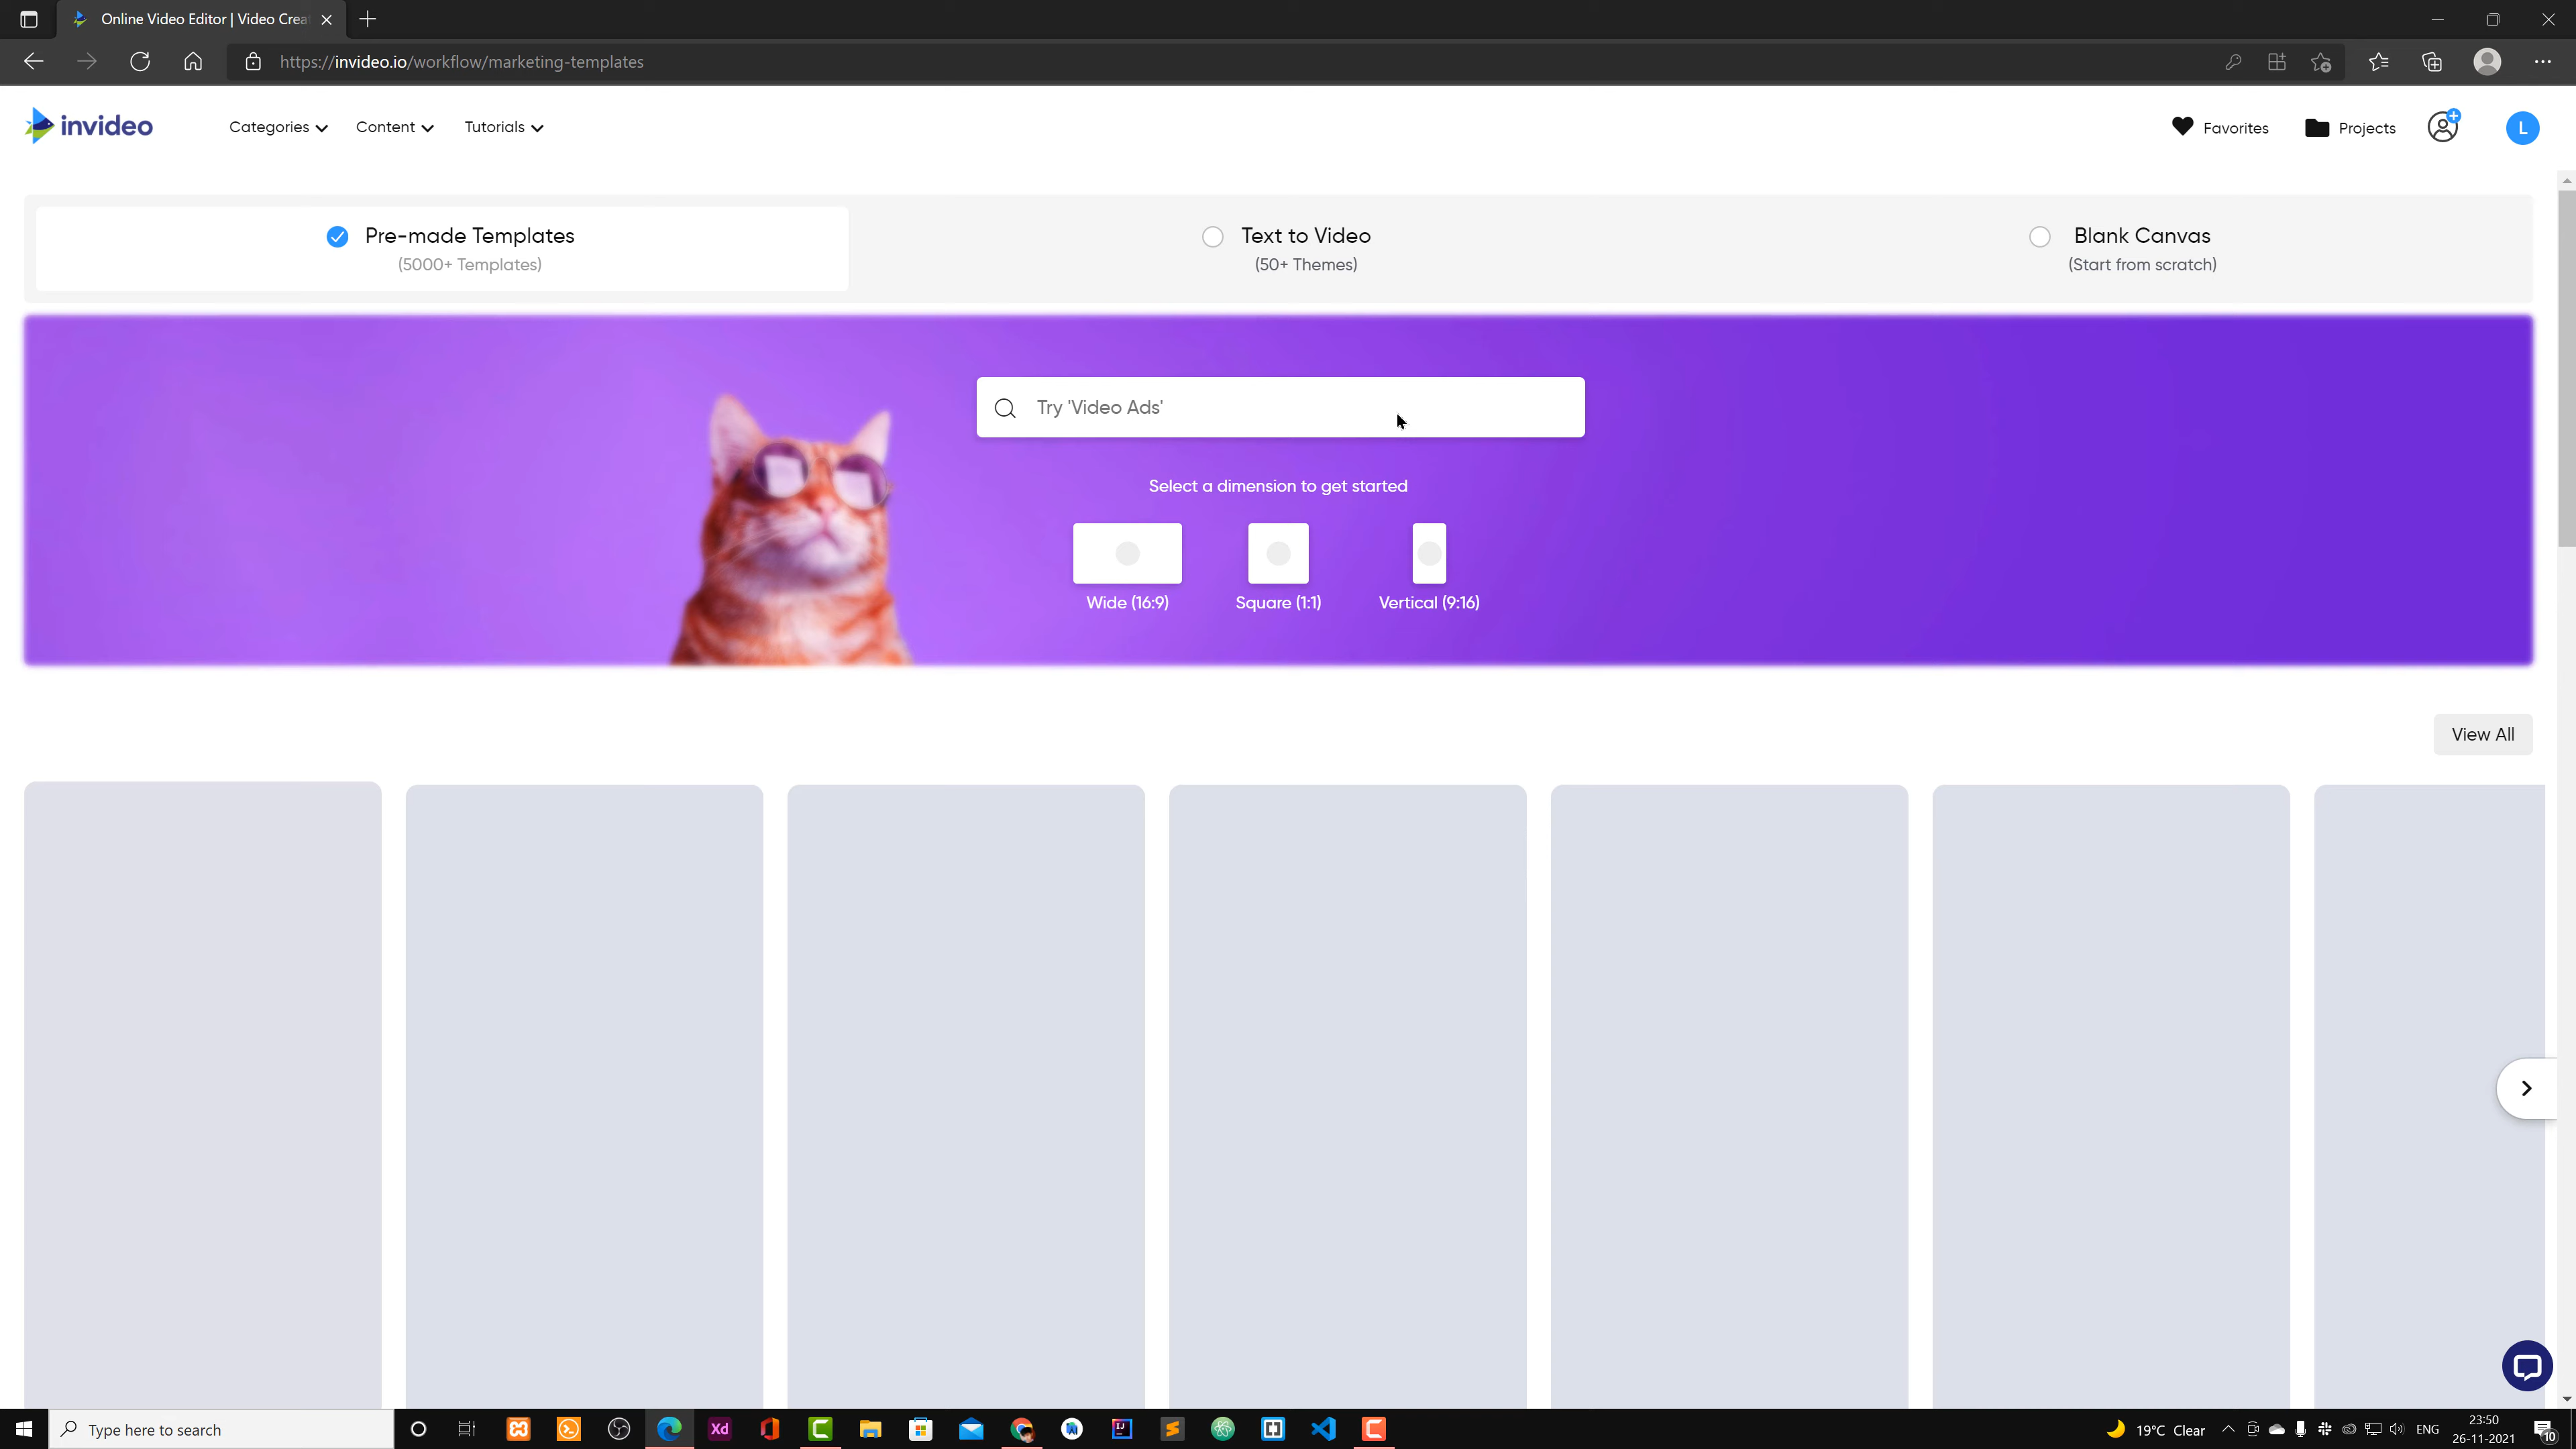 Online Video Editor | Video Crea
https://invideo.io/workflow/marketing-templates
invideo
Categories
Content
Tutorials
Favorites
Projects
L
Pre-made Templates
(5000+ Templates)
Text to Video
(50+ Themes)
Blank Canvas
(Start from scratch)
Try 'Video Ads'
Select a dimension to get started
Wide (16:9)
Square (1:1)
Vertical (9:16)
View All
Type here to search
Xd
19°C Clear
ENG
23:50
26-11-2021
10